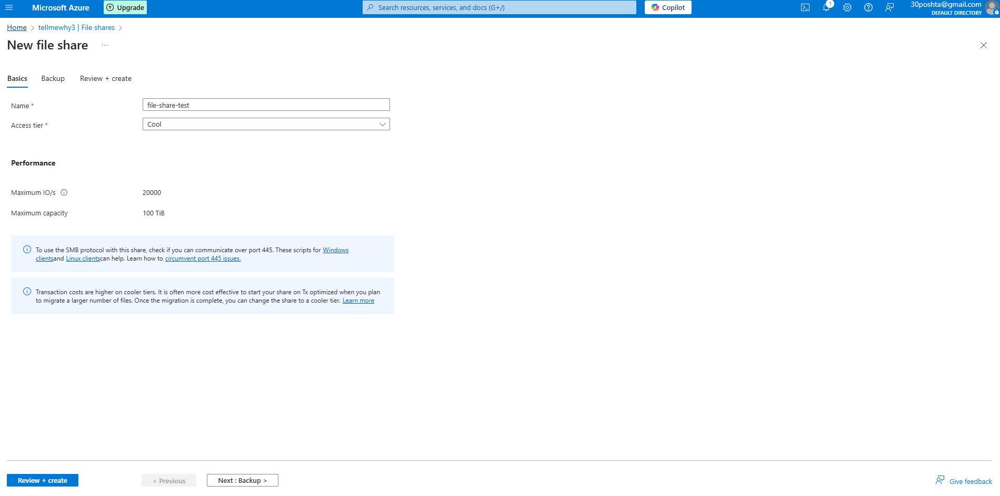 Microsoft Azure
Upgrade
Search resources, services, and docs (G+/)
Copilot
1
30poshta@gmail.com
DEFAULT DIRECTORY
Home > tellmewhy3 | File shares >
New file share ...
Basics Backup Review + create
Name * file-share-test
Access tier * Cool
Performance
Maximum IO/s 20000
Maximum capacity 100 TiB
To use the SMB protocol with this share, check if you can communicate over port 445. These scripts for Windows
clientsand Linux clientscan help. Learn how to circumvent port 445 issues.
Transaction costs are higher on cooler tiers. It is often more cost effective to start your share on Tx optimized when you plan
to migrate a larger number of files. Once the migration is complete, you can change the share to a cooler tier. Learn more
Review + create < Previous Next : Backup > Give feedback